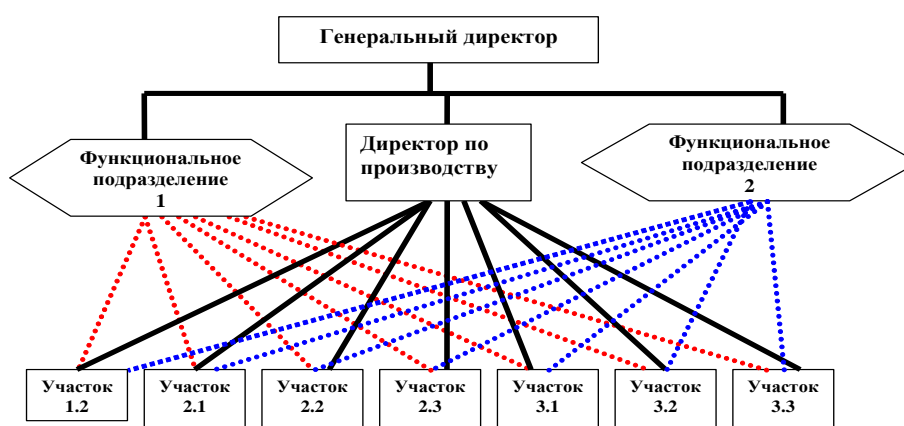 Генеральный директор
Функциональное
подразделение
1
Директор по
производству
Функциональное
подразделение
2
Участок
1.2
Участок
2.1
Участок
2.2
Участок
2.3
Участок
3.1
Участок
3.2
Участок
3.3